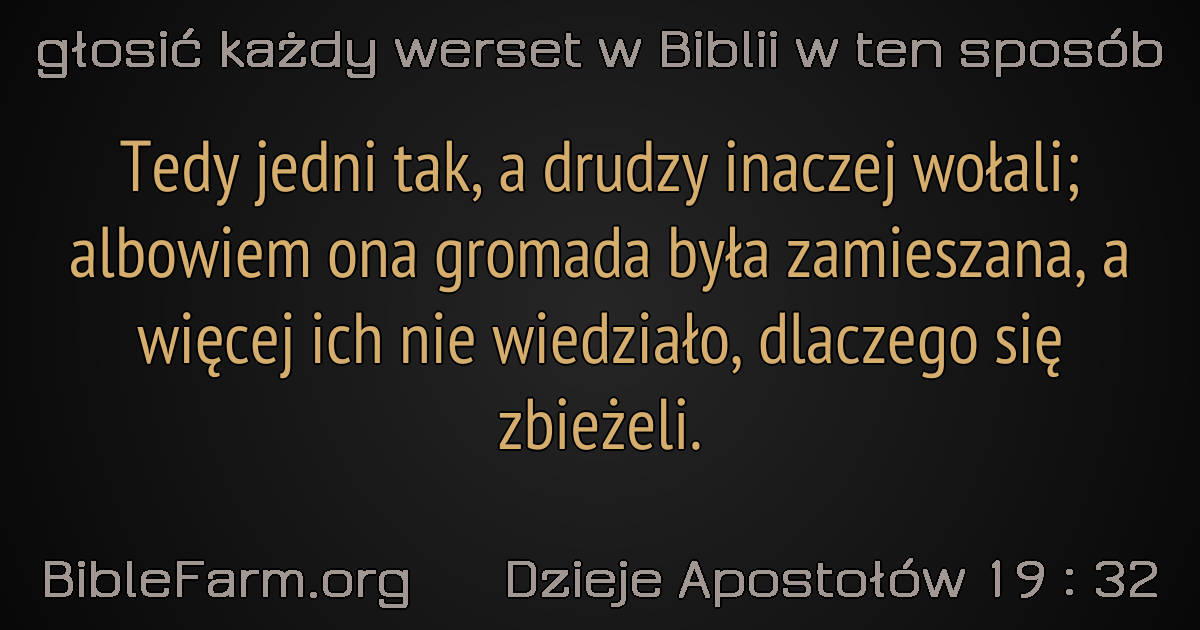 głosić każdy werset w Biblii w ten sposób
Tedy jedni tak, a drudzy inaczej wołali;
albowiem ona gromada była zamieszana, a
więcej ich nie wiedziało, dlaczego się
zbieżeli.
BibleFarm.org Dzieje Apostołów 19 : 32